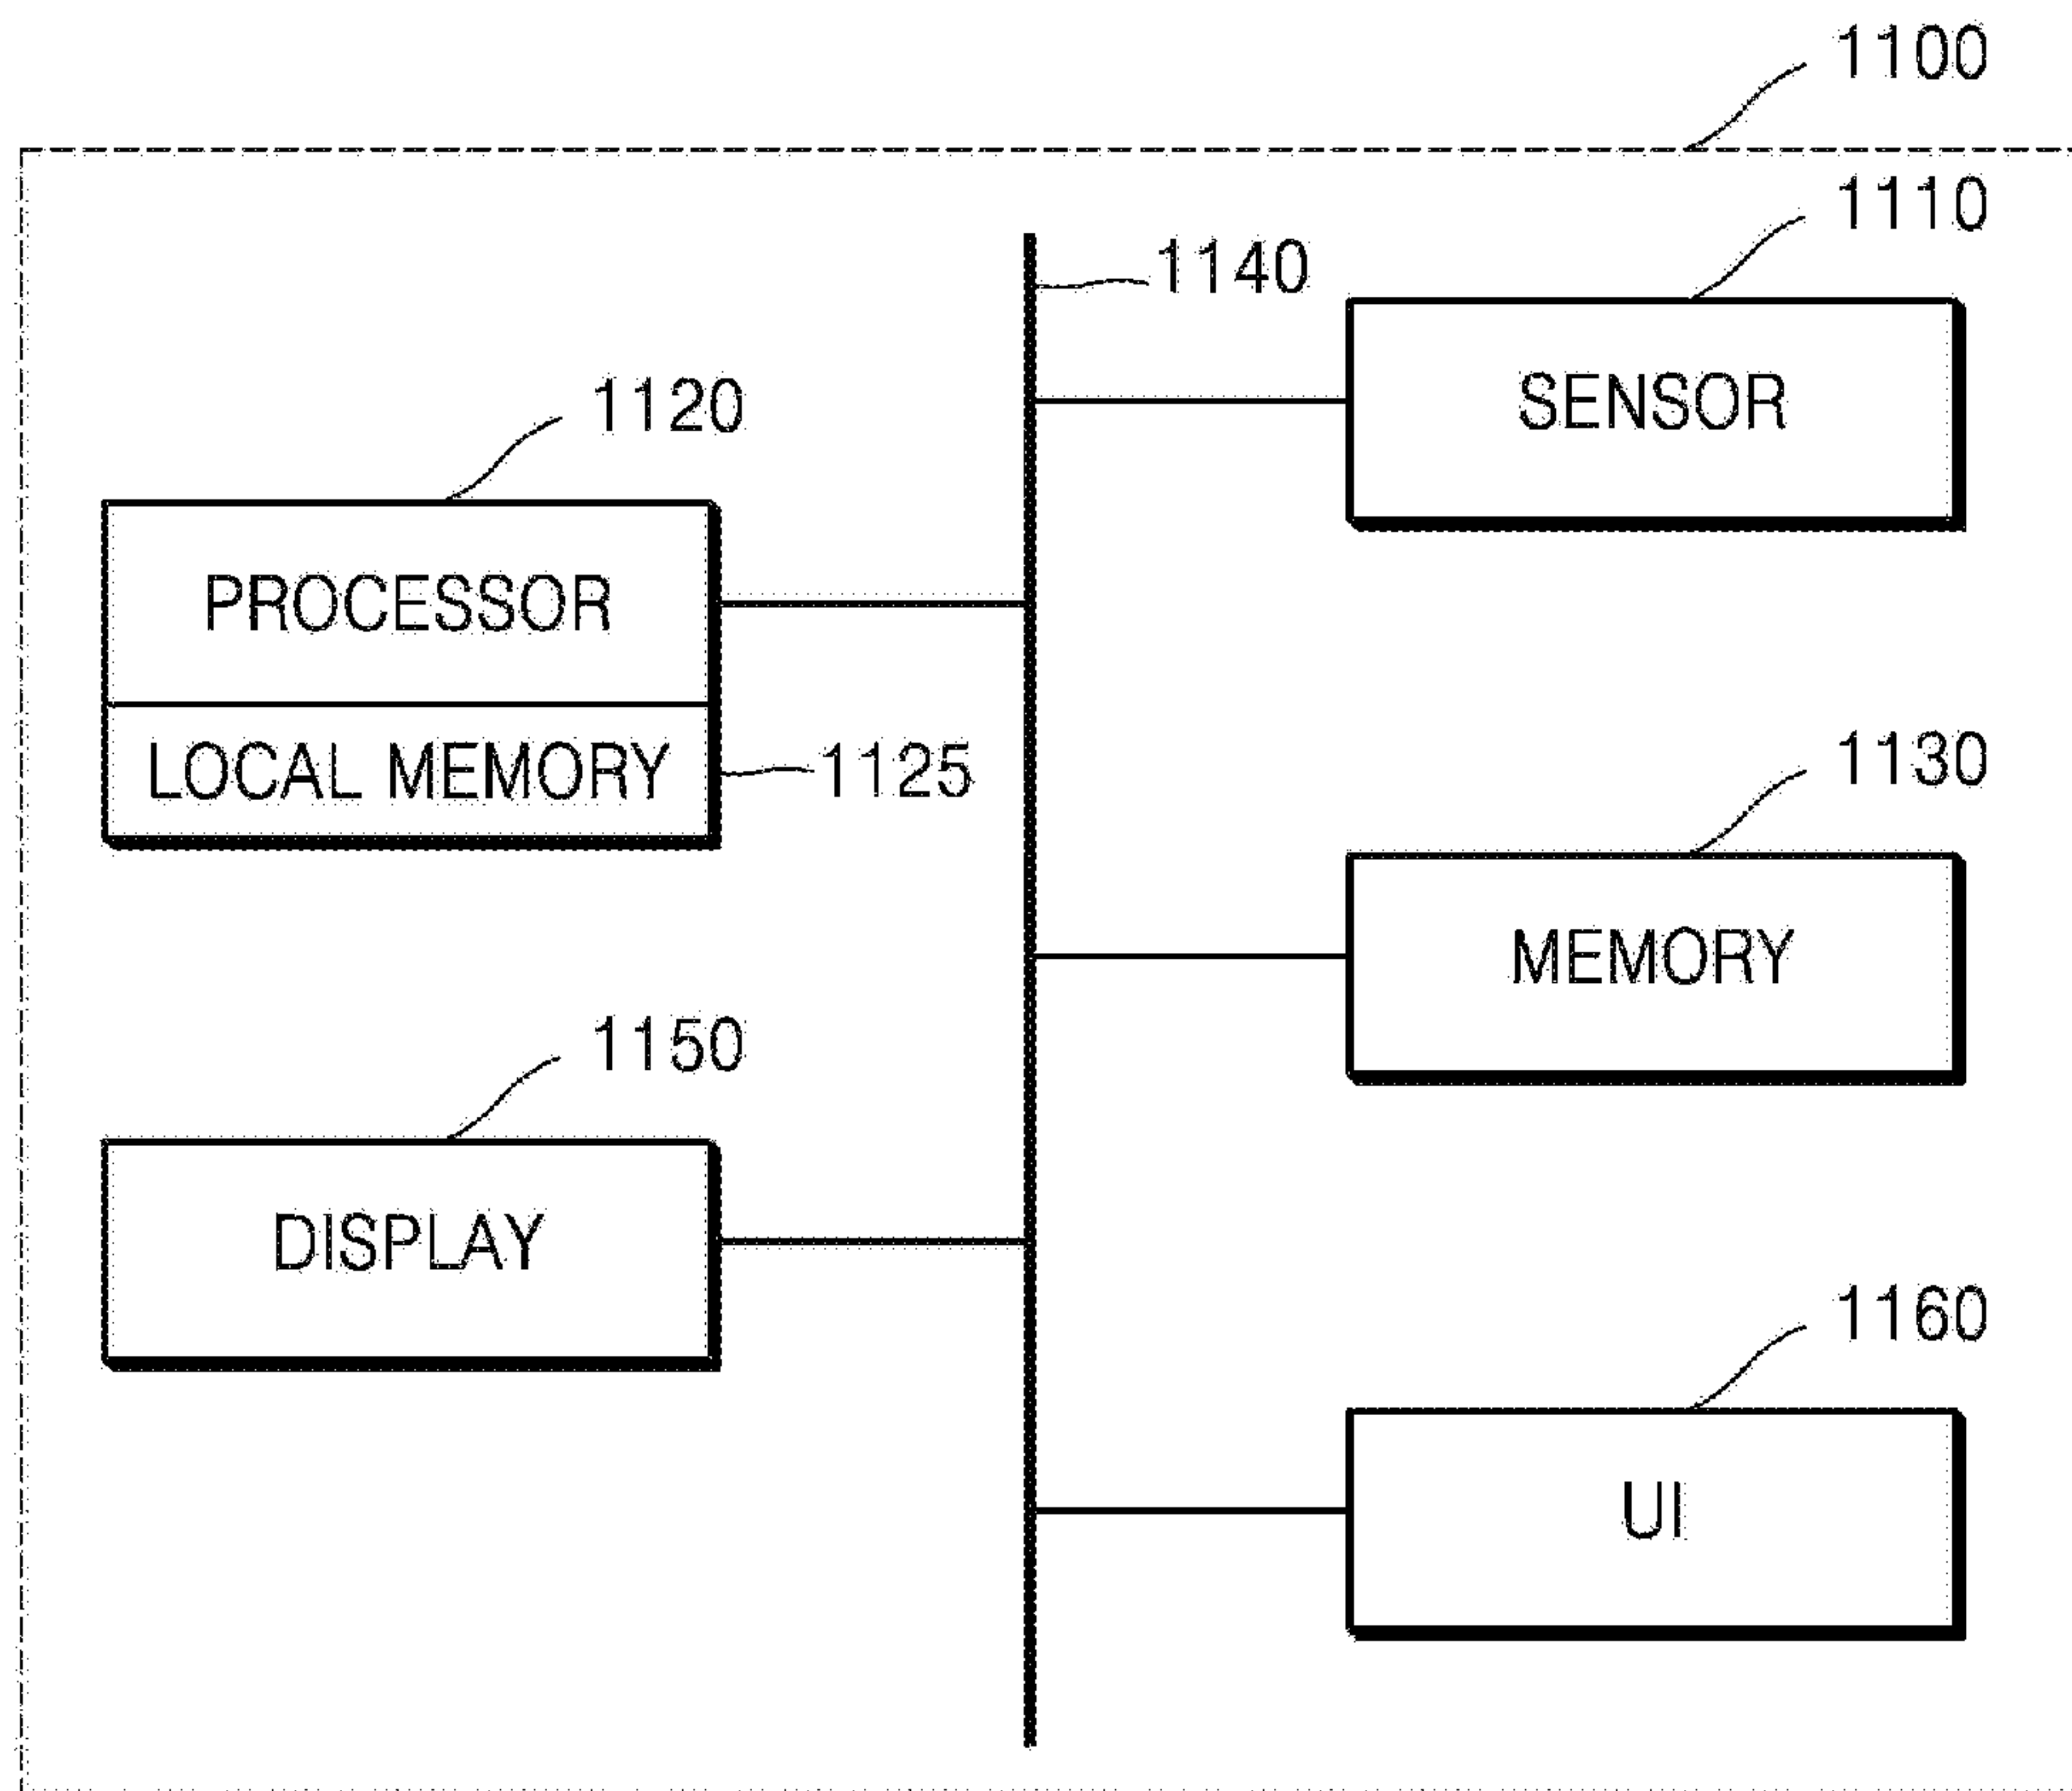 1100
1110
1140
SENSOR
1120
PROCESSOR
LOCAL MEMORY
1125
1130
MEMORY
1150
DISPLAY
1160
UI